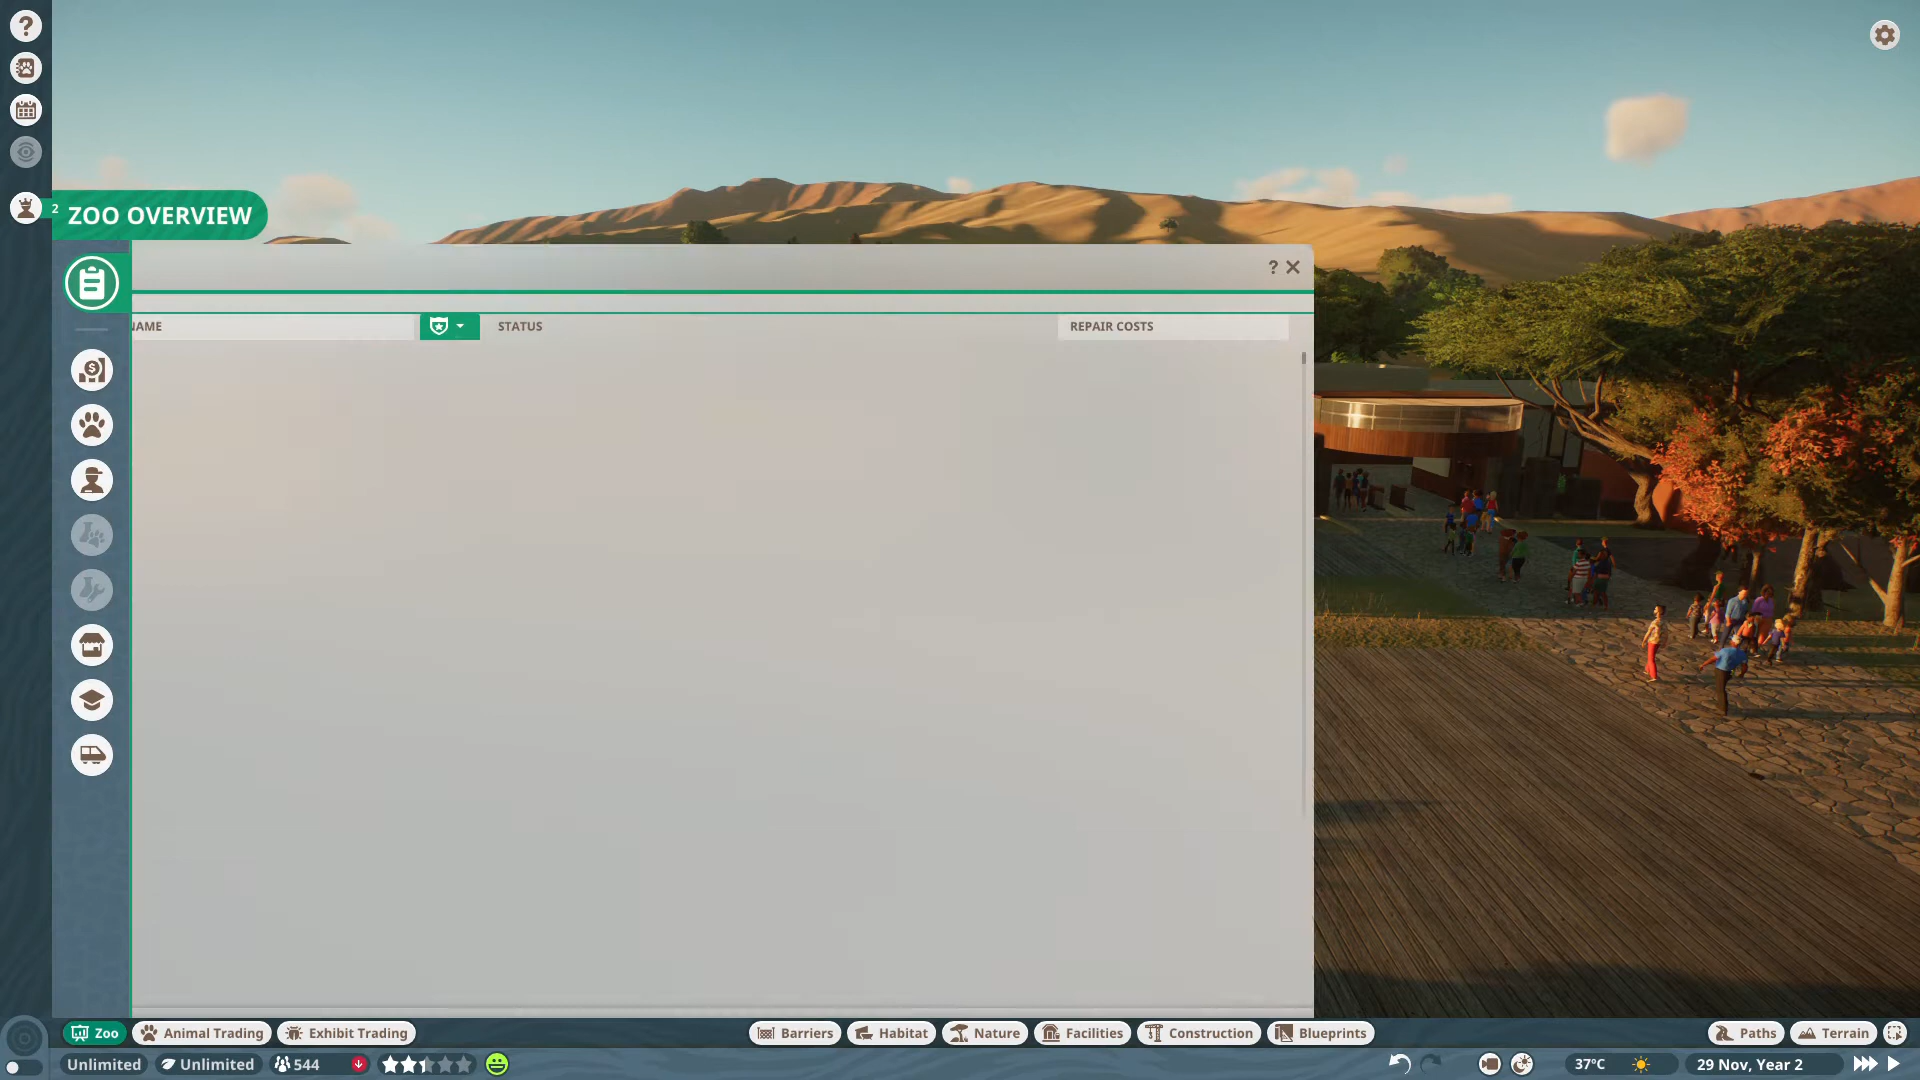 ?
2
ZOO OVERVIEW
? ✕
NAME
STATUS
REPAIR COSTS
Zoo
Animal Trading
Exhibit Trading
Barriers
Habitat
Nature
Facilities
Construction
Blueprints
Paths
Terrain
Unlimited
Unlimited
544
37°C
29 Nov, Year 2